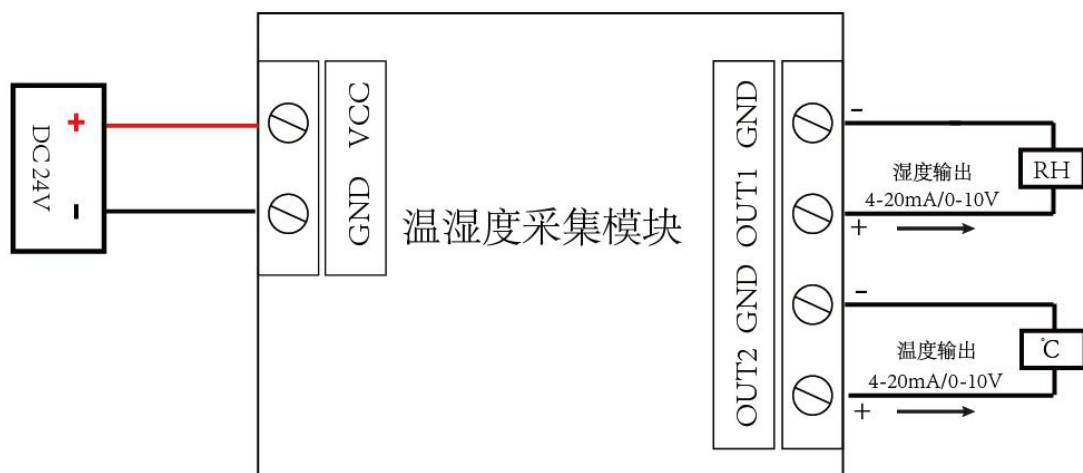 +
DC 24V
-
VCC
GND
温湿度采集模块
GND
OUT1
GND
OUT2
-
湿度输出
4-20mA/0-10V
+
RH
-
温度输出
4-20mA/0-10V
+
℃